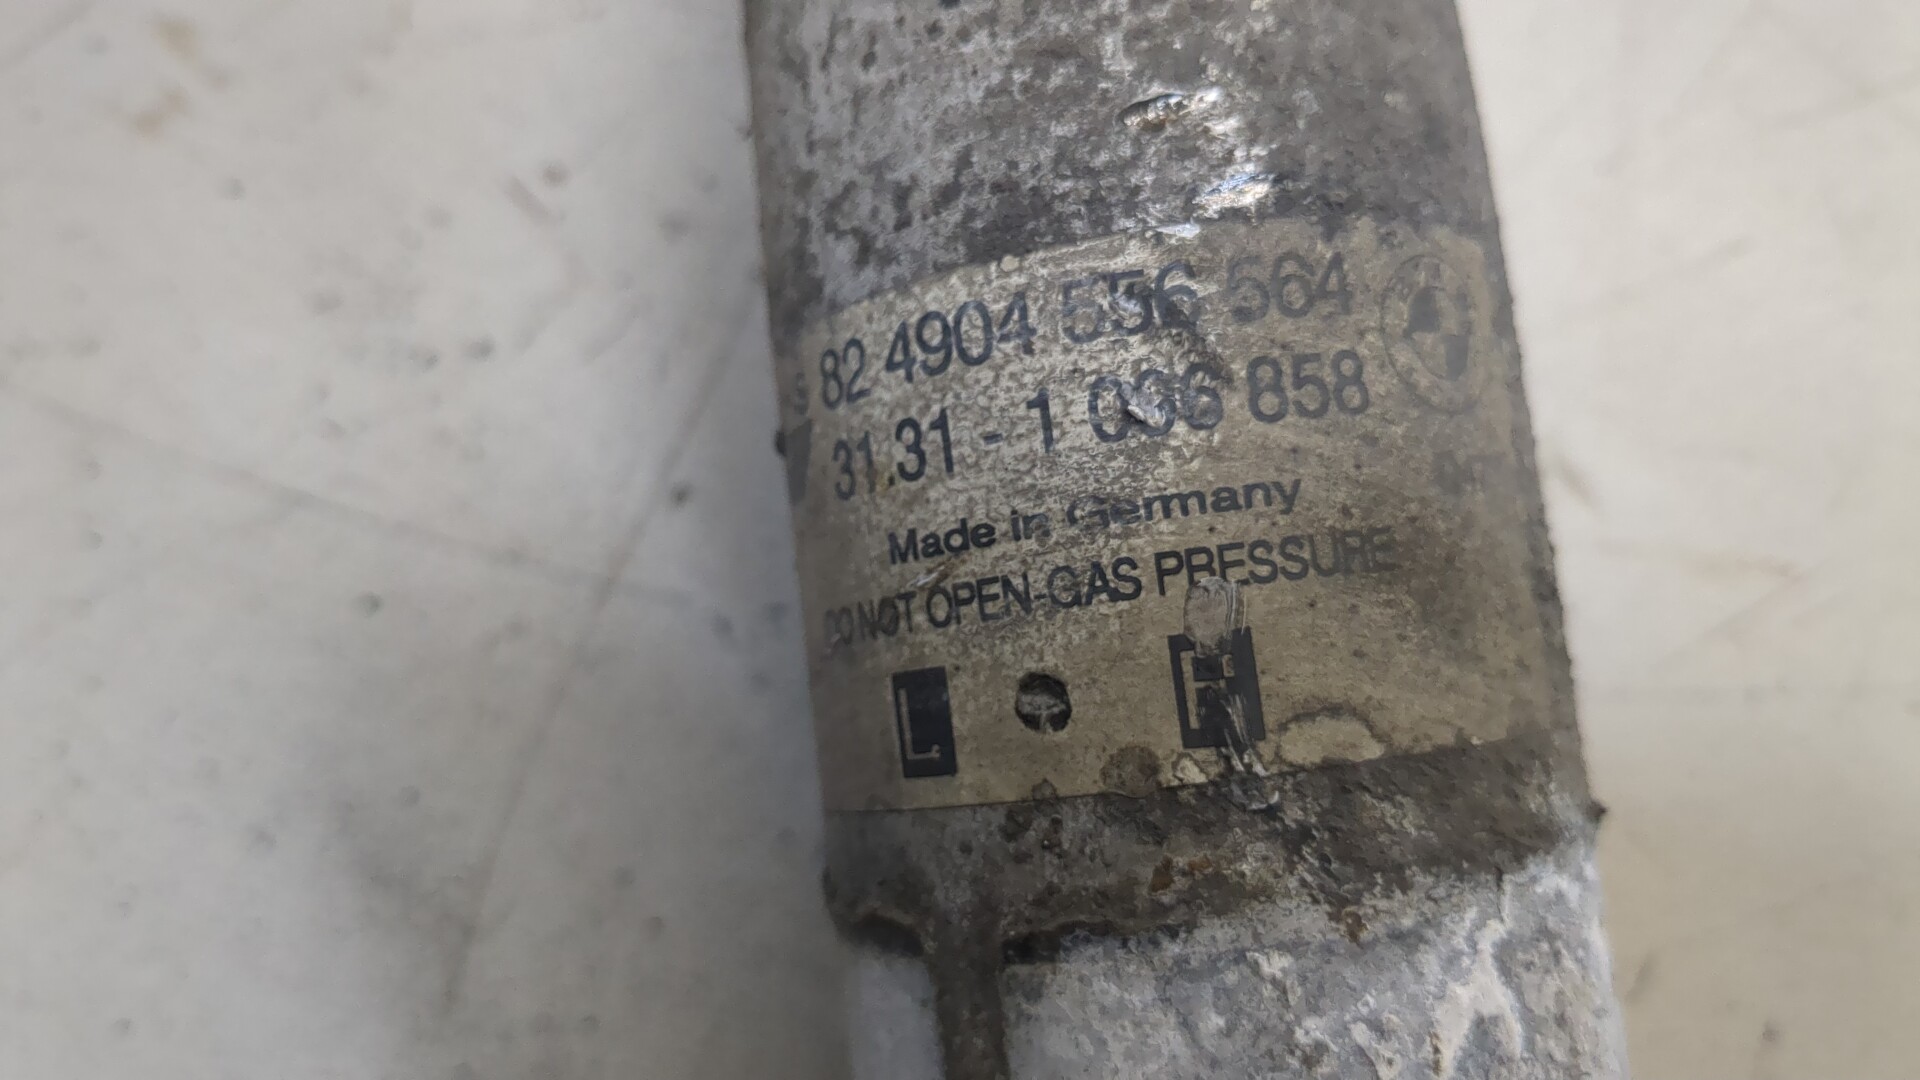 82 4904 556 564
31.31 - 1 096 858
Made in Germany
DO NOT OPEN-GAS PRESSURE
L R